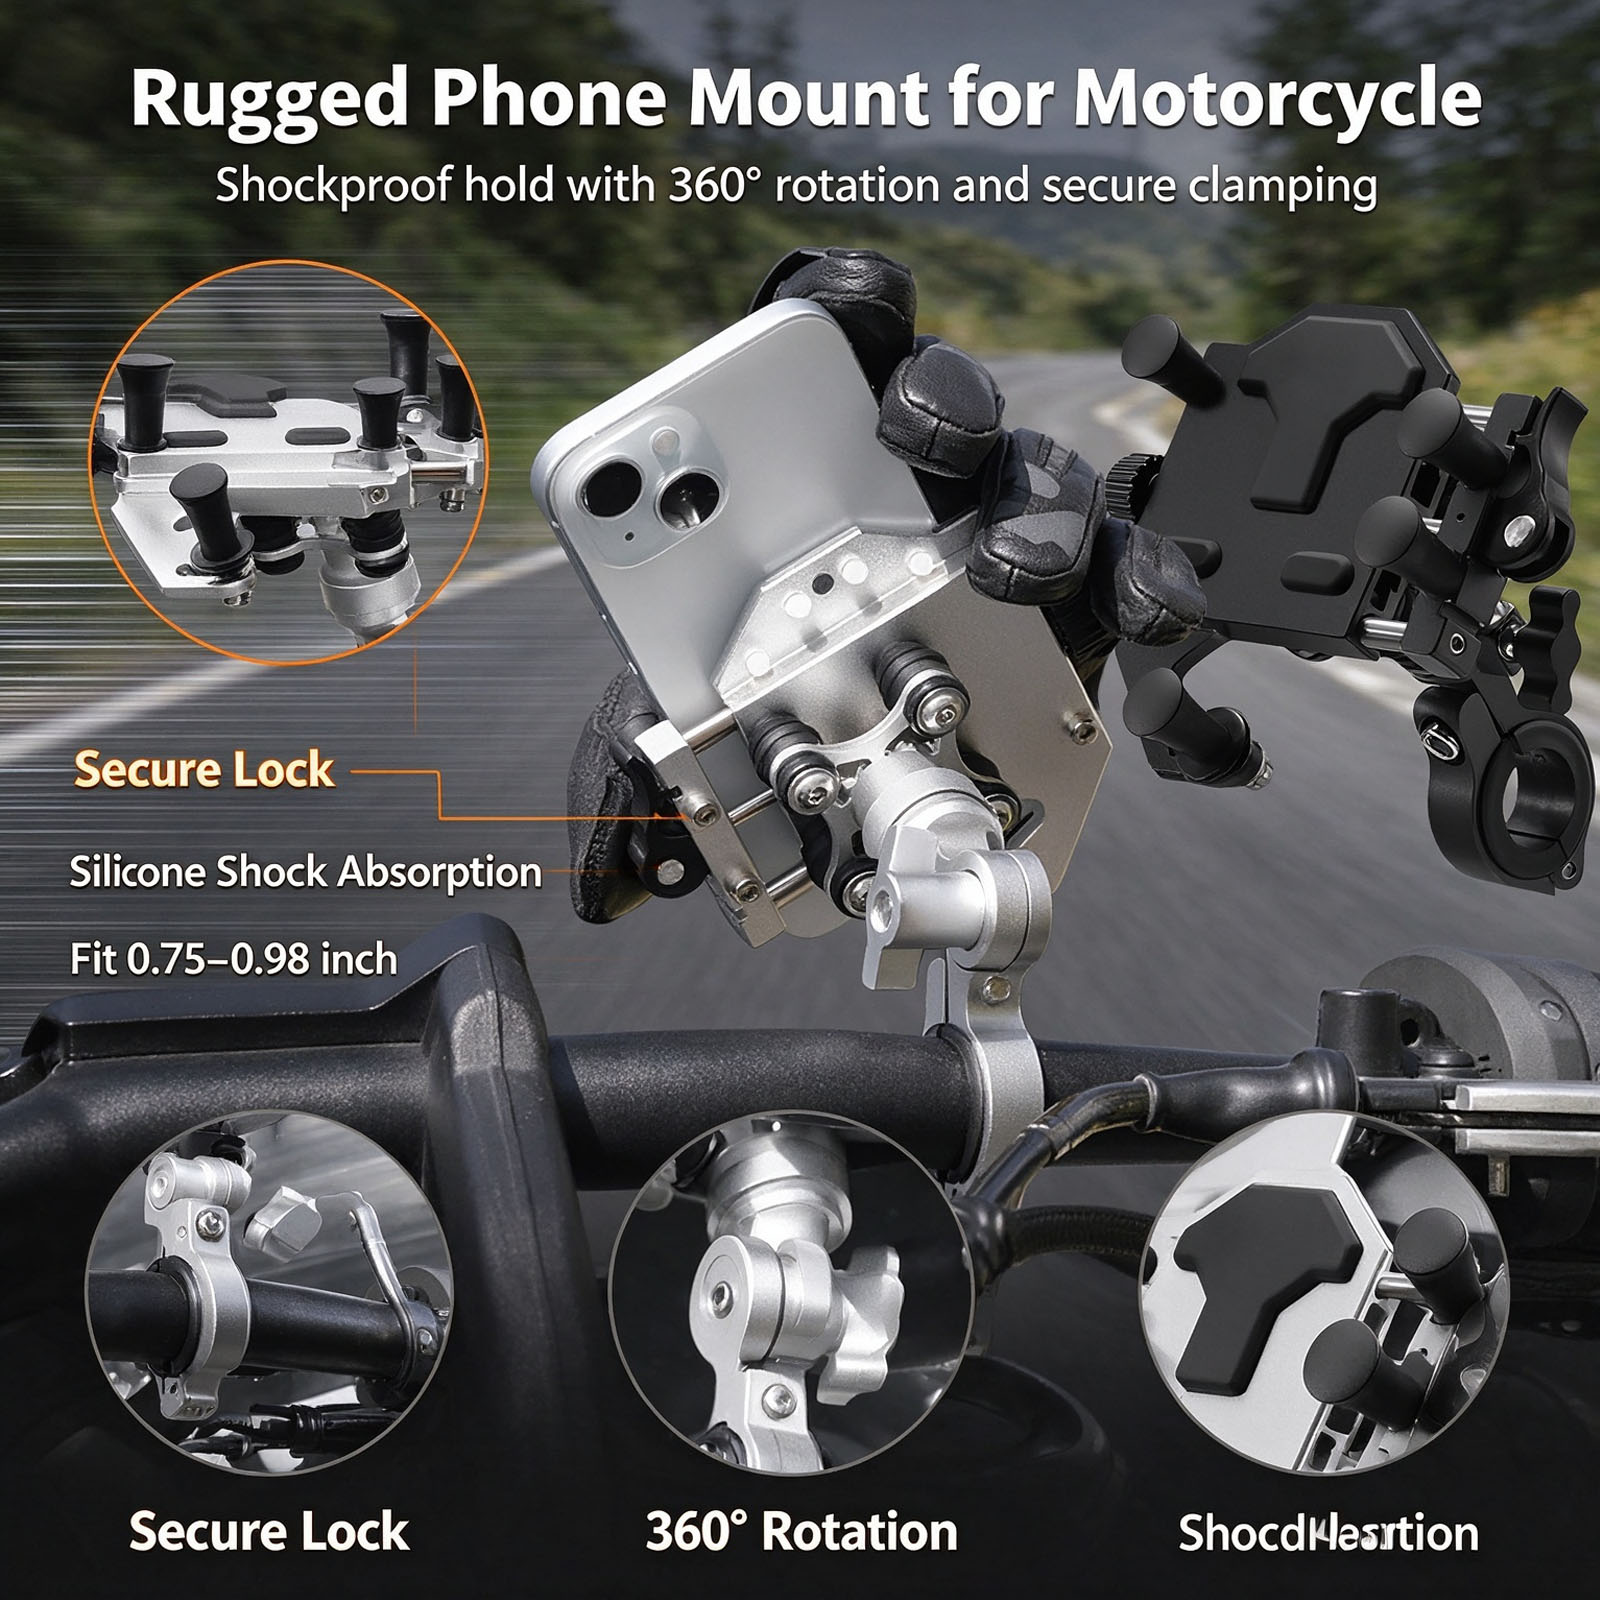 Rugged Phone Mount for Motorcycle
Shockproof hold with 360° rotation and secure clamping
Secure Lock
Silicone Shock Absorption
Fit 0.75–0.98 inch
Secure Lock
360° Rotation